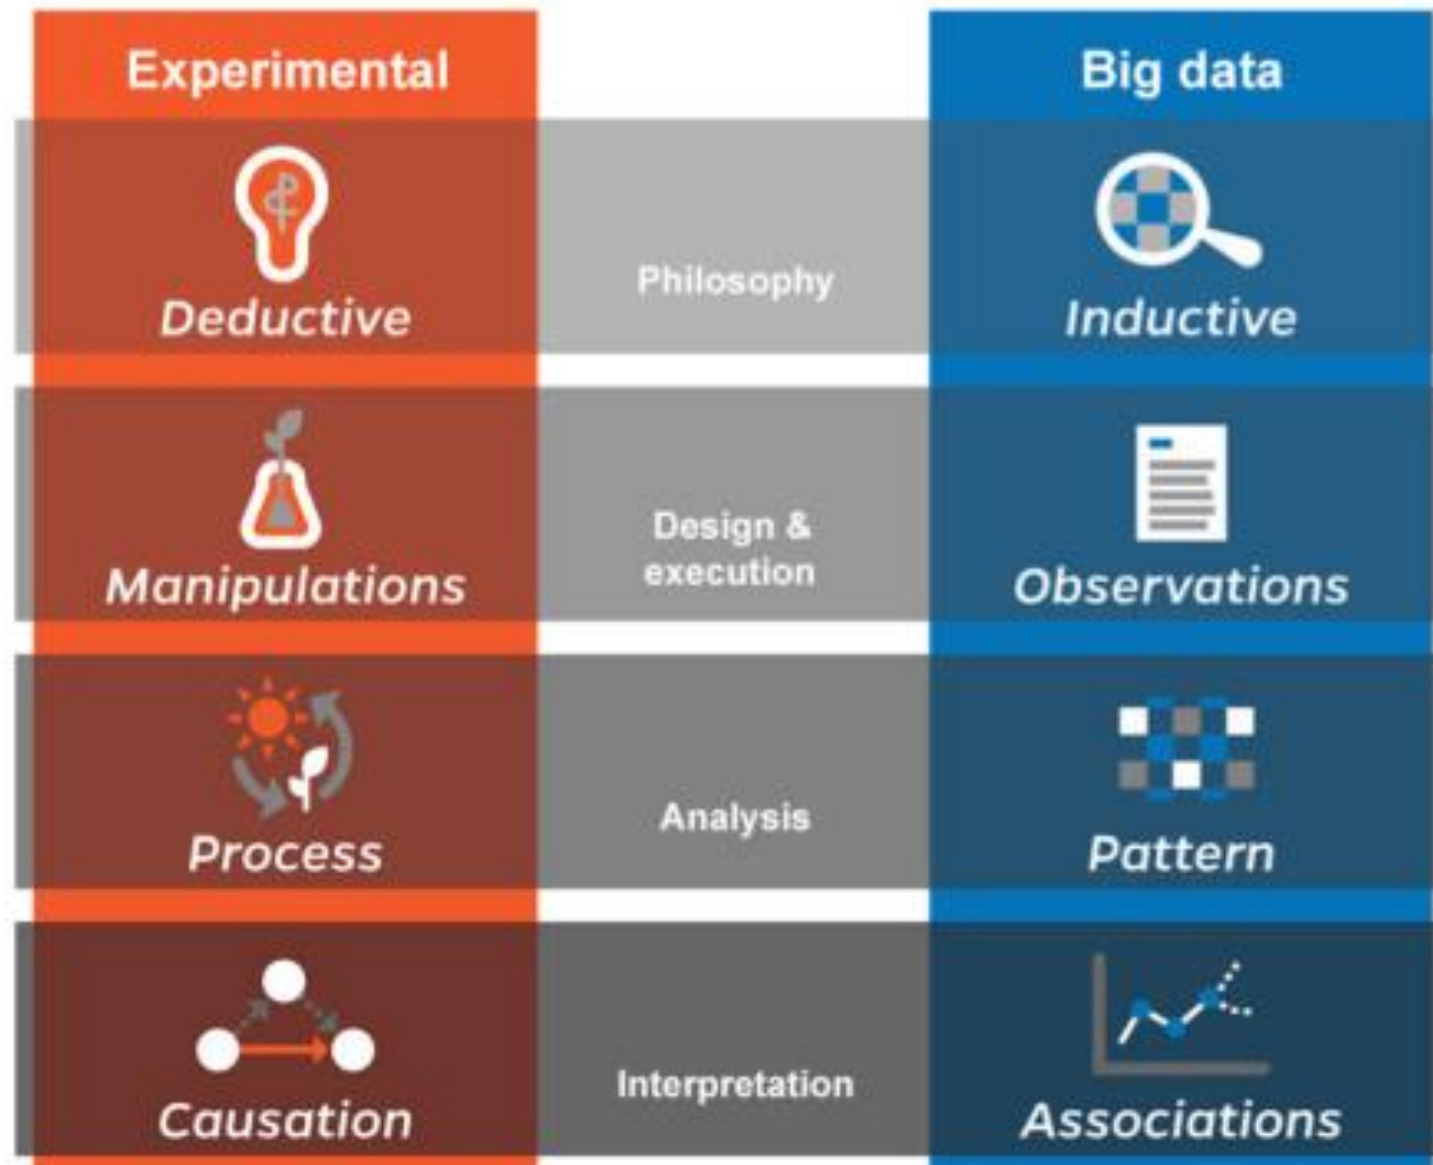 Experimental
Big data
Deductive
Philosophy
Inductive
Manipulations
Design &
execution
Observations
Process
Analysis
Pattern
Causation
Interpretation
Associations